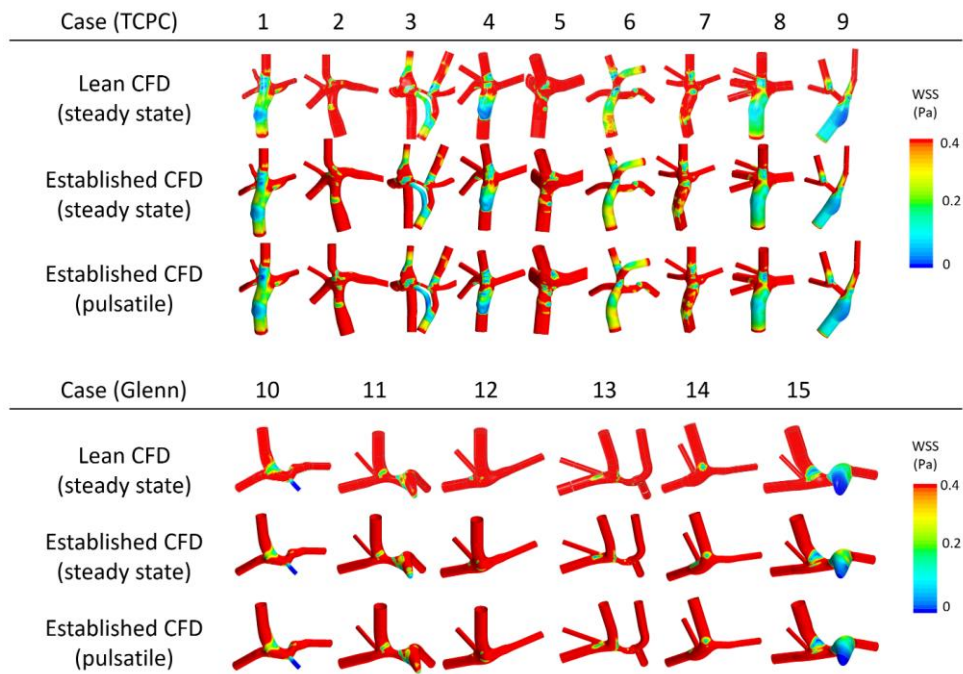 Case (TCPC) 1 2 3 4 5 6 7 8 9
Lean CFD
(steady state)
Established CFD
(steady state)
Established CFD
(pulsatile)
WSS
(Pa)
0.4
0.2
0
Case (Glenn) 10 11 12 13 14 15
Lean CFD
(steady state)
Established CFD
(steady state)
Established CFD
(pulsatile)
WSS
(Pa)
0.4
0.2
0